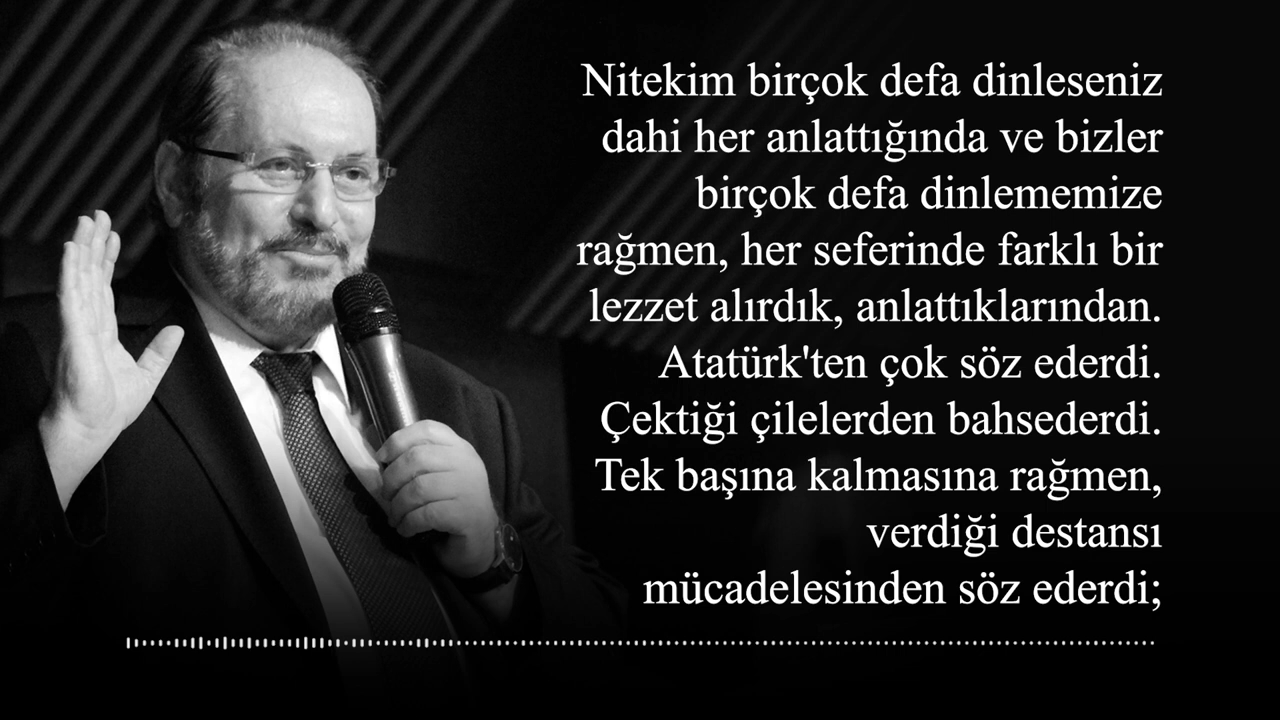 Nitekim birçok defa dinleseniz
dahi her anlattığında ve bizler
birçok defa dinlememize
rağmen, her seferinde farklı bir
lezzet alırdık, anlattıklarından.
Atatürk'ten çok söz ederdi.
Çektiği çilelerden bahsederdi.
Tek başına kalmasına rağmen,
verdiği destansı
mücadelesinden söz ederdi;